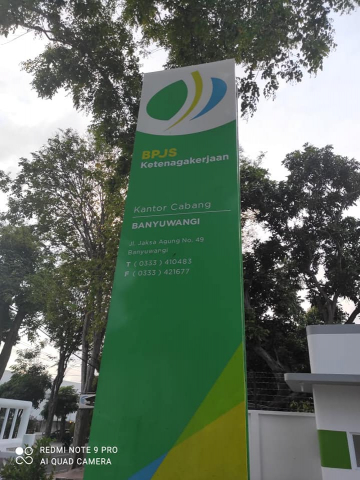 BPJS
Ketenagakerjaan
Kantor Cabang
BANYUWANGI
Jl. Jaksa Agung No. 49
Banyuwangi
T ( 0333 ) 410483
F ( 0333 ) 421677
REDMI NOTE 9 PRO
AI QUAD CAMERA